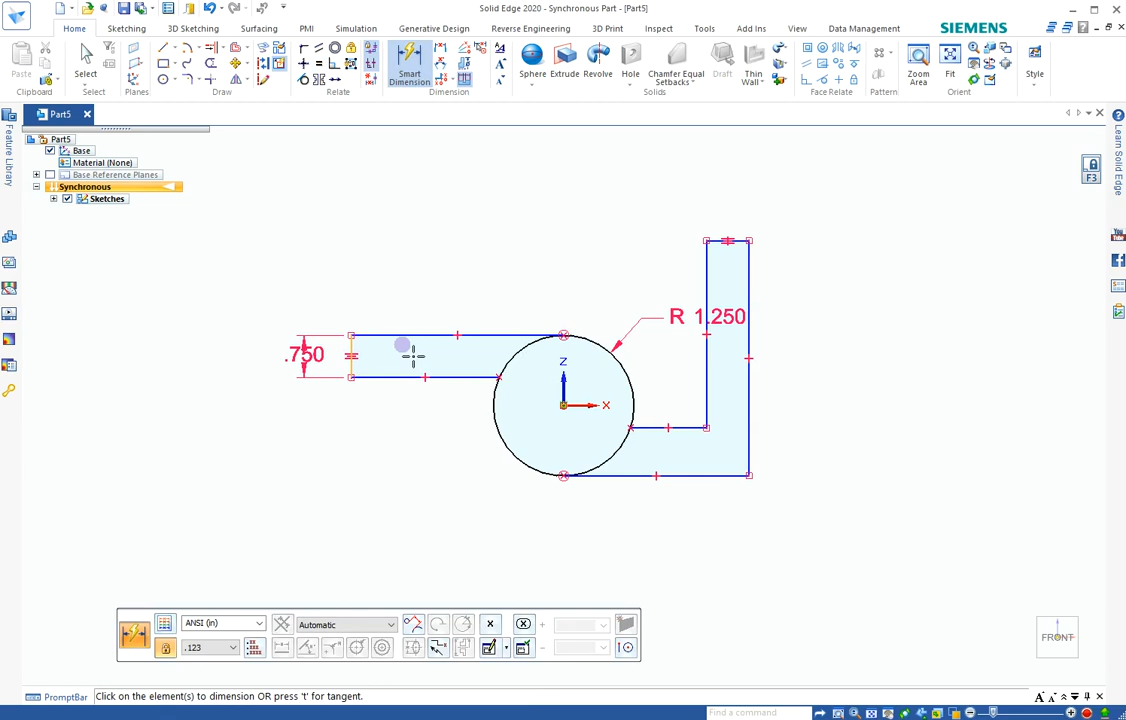 Solid Edge 2020 - Synchronous Part - [Part5]
Home Sketching 3D Sketching Surfacing PMI Simulation Generative Design Reverse Engineering 3D Print Inspect Tools Add Ins View Data Management SIEMENS
Paste Select Smart Dimension Sphere Extrude Revolve Hole Chamfer Equal Setbacks Draft Thin Wall Zoom Area Fit Style
Clipboard Select Planes Draw Relate Dimension Solids Face Relate Pattern Orient
Part5
Part5
Base
Material (None)
Base Reference Planes
Synchronous
Sketches
Feature Library
Learn Solid Edge
F3
You Tube
R 1.250
.750
Z
X
ANSI (in) Automatic
.123
FRONT
PromptBar Click on the element(s) to dimension OR press 't' for tangent.
Find a command